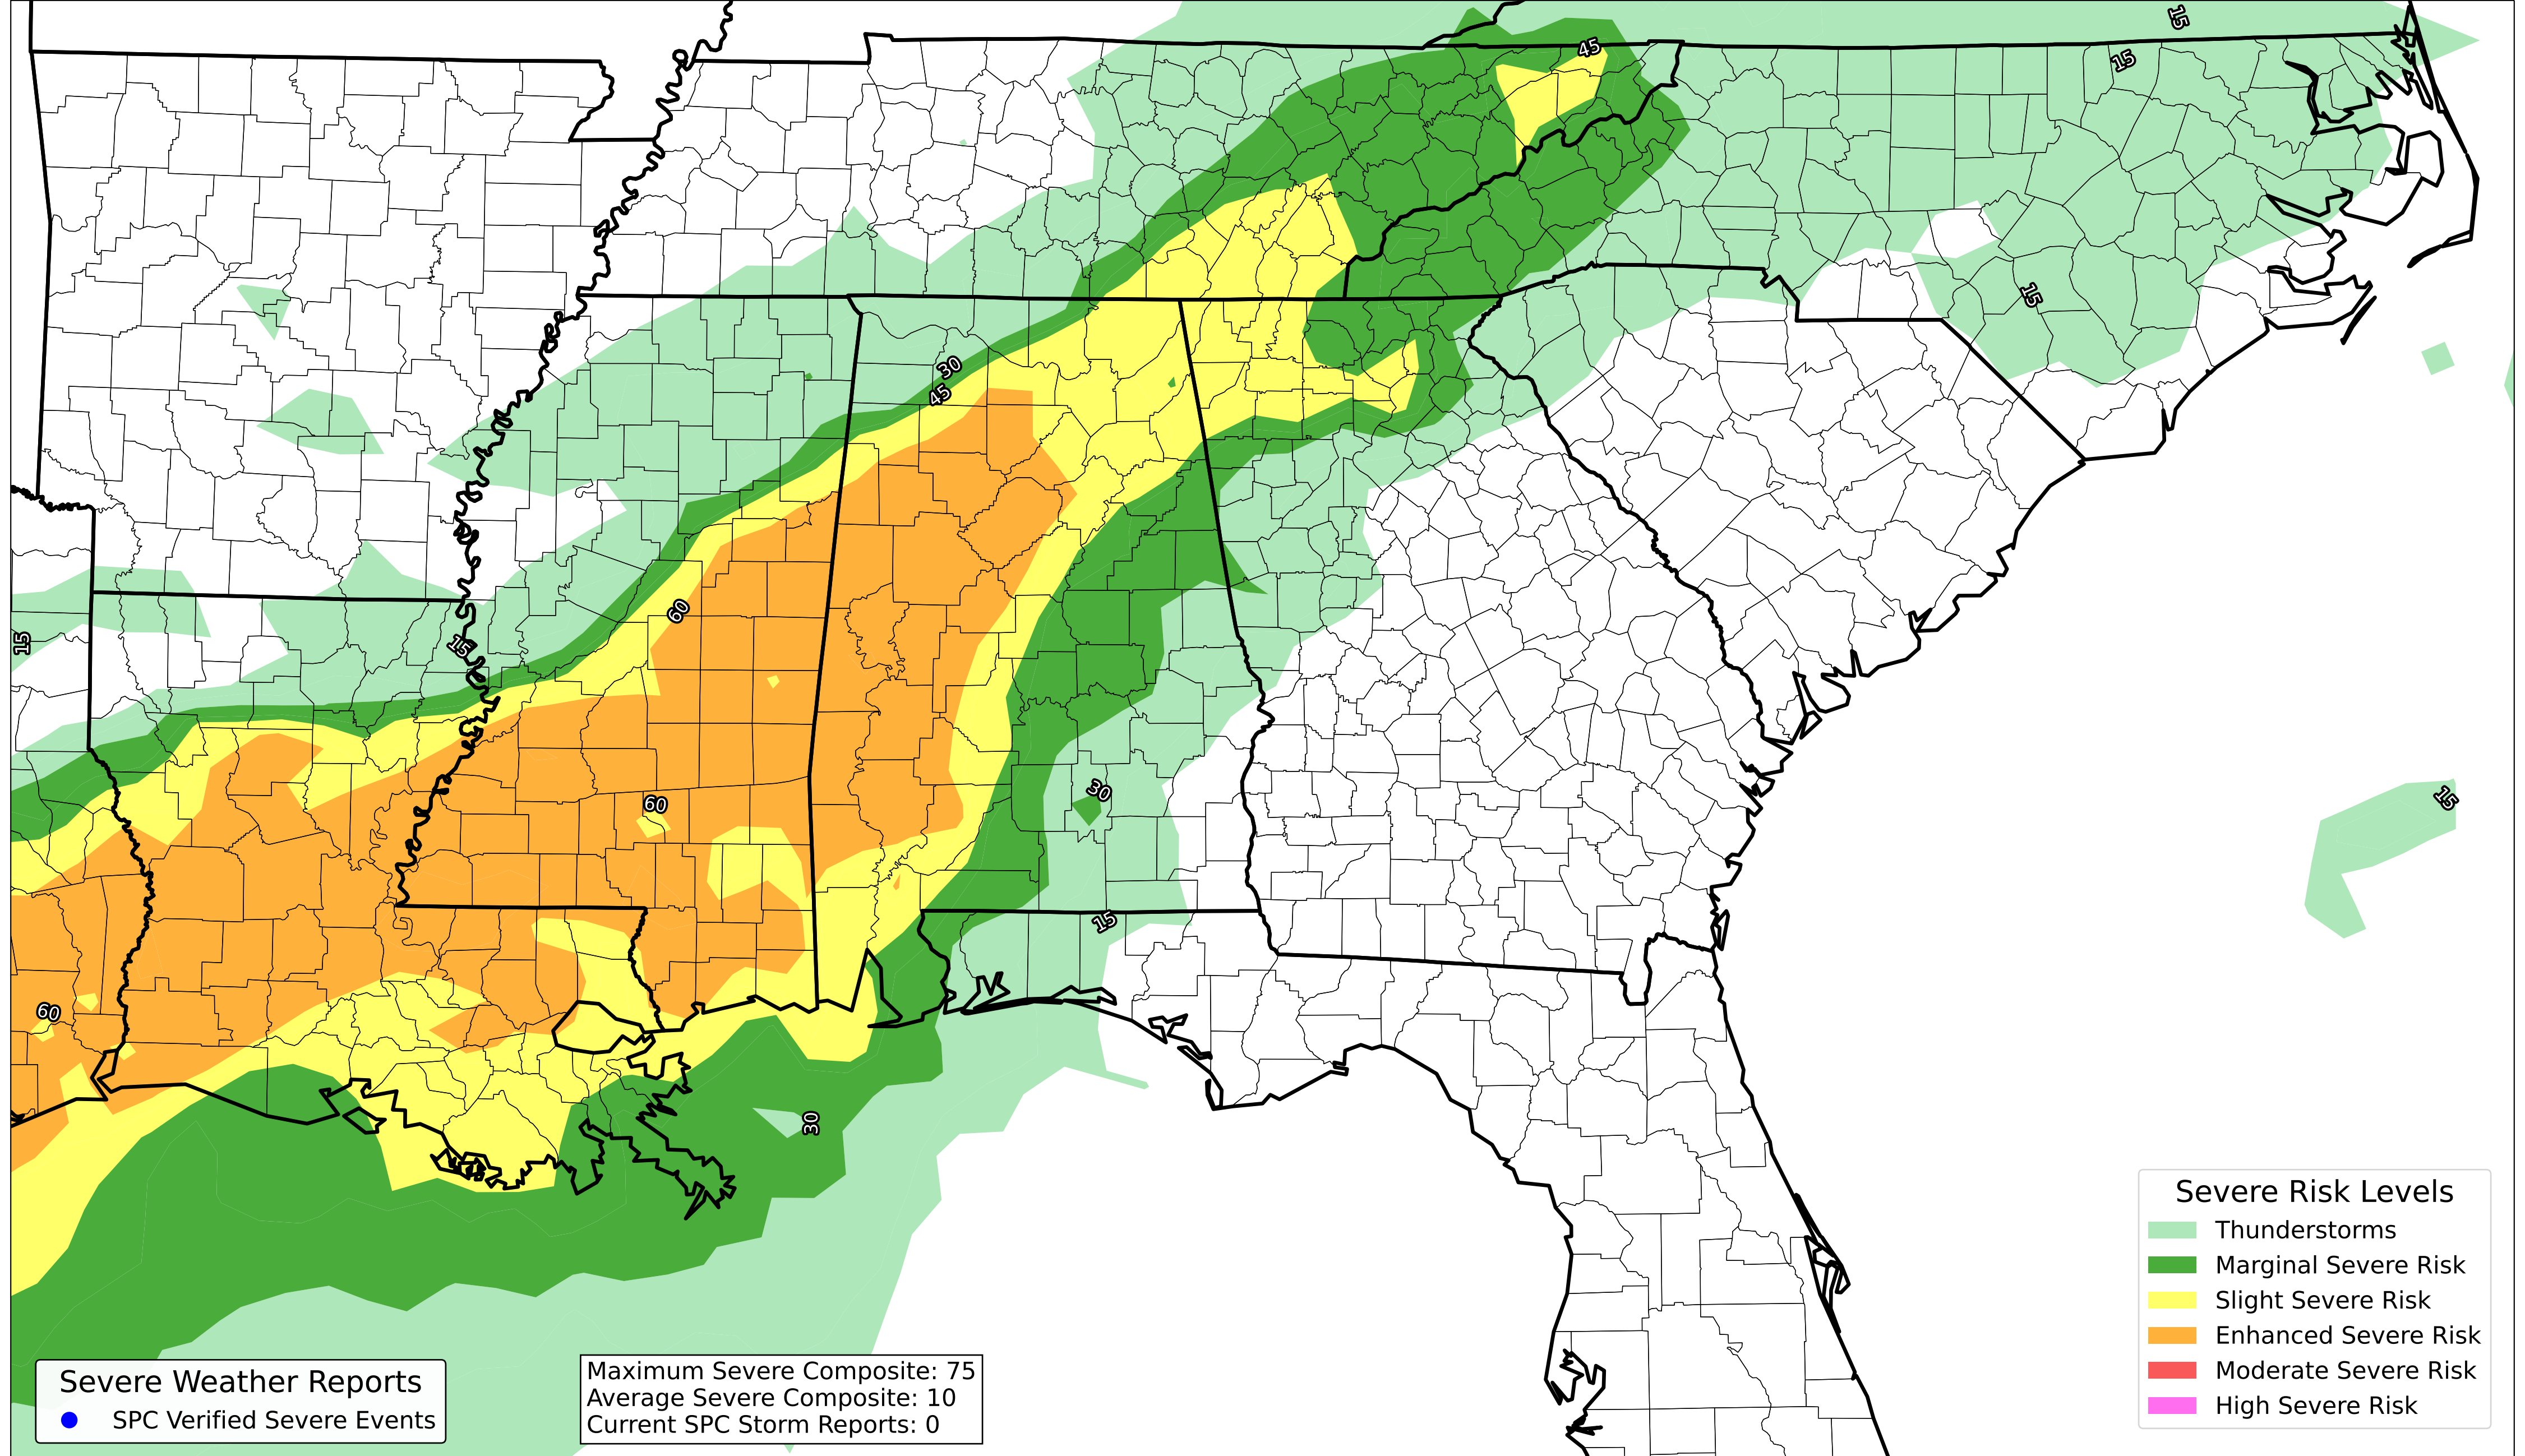 15
45
15
15
30
45
60
15
15
60
30
15
15
60
30
Severe Risk Levels
Thunderstorms
Marginal Severe Risk
Slight Severe Risk
Enhanced Severe Risk
Moderate Severe Risk
High Severe Risk
Severe Weather Reports
SPC Verified Severe Events
Maximum Severe Composite: 75
Average Severe Composite: 10
Current SPC Storm Reports: 0